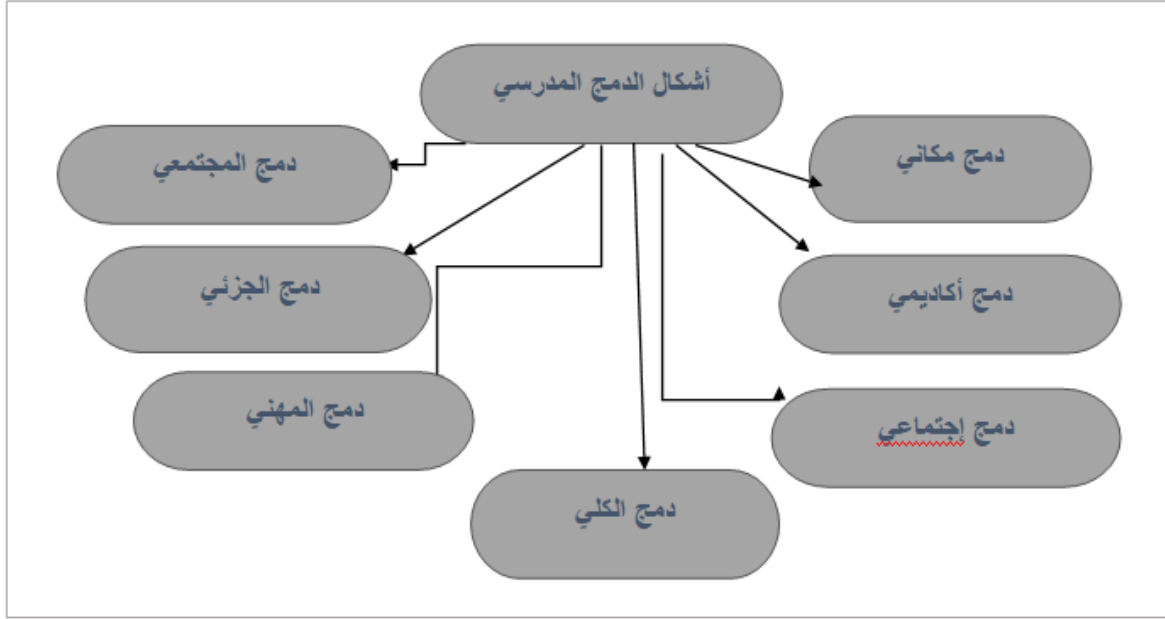 أشكال الدمج المدرسي
دمج مكاني
دمج المجتمعي
دمج أكاديمي
دمج الجزئي
دمج إجتماعي
دمج المهني
دمج الكلي